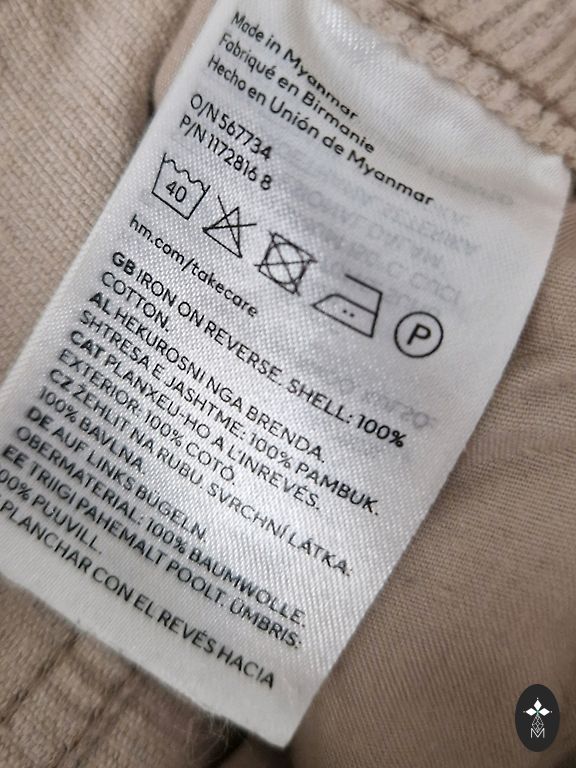 Made in Myanmar
Fabriqué en Birmanie
Hecho en Unión de Myanmar
O/N 567734
P/N 1172816 8
40
P
hm.com/takecare
GB IRON ON REVERSE. SHELL: 100%
COTTON.
AL HEKUROSNI NGA BRENDA.
SHTRESA E JASHTME: 100% PAMBUK.
CAT PLANXEU-HO A L'INREVÉS.
EXTERIOR: 100% COTÓ.
CZ ŽEHLIT NA RUBU. SVRCHNÍ LÁTKA:
100% BAVLNA.
DE AUF LINKS BÜGELN.
OBERMATERIAL: 100% BAUMWOLLE.
EE TRIIGI PAHEMALT POOLT. ÜMBRIS:
100% PUUVILL.
PLANCHAR CON EL REVÉS HACIA
M